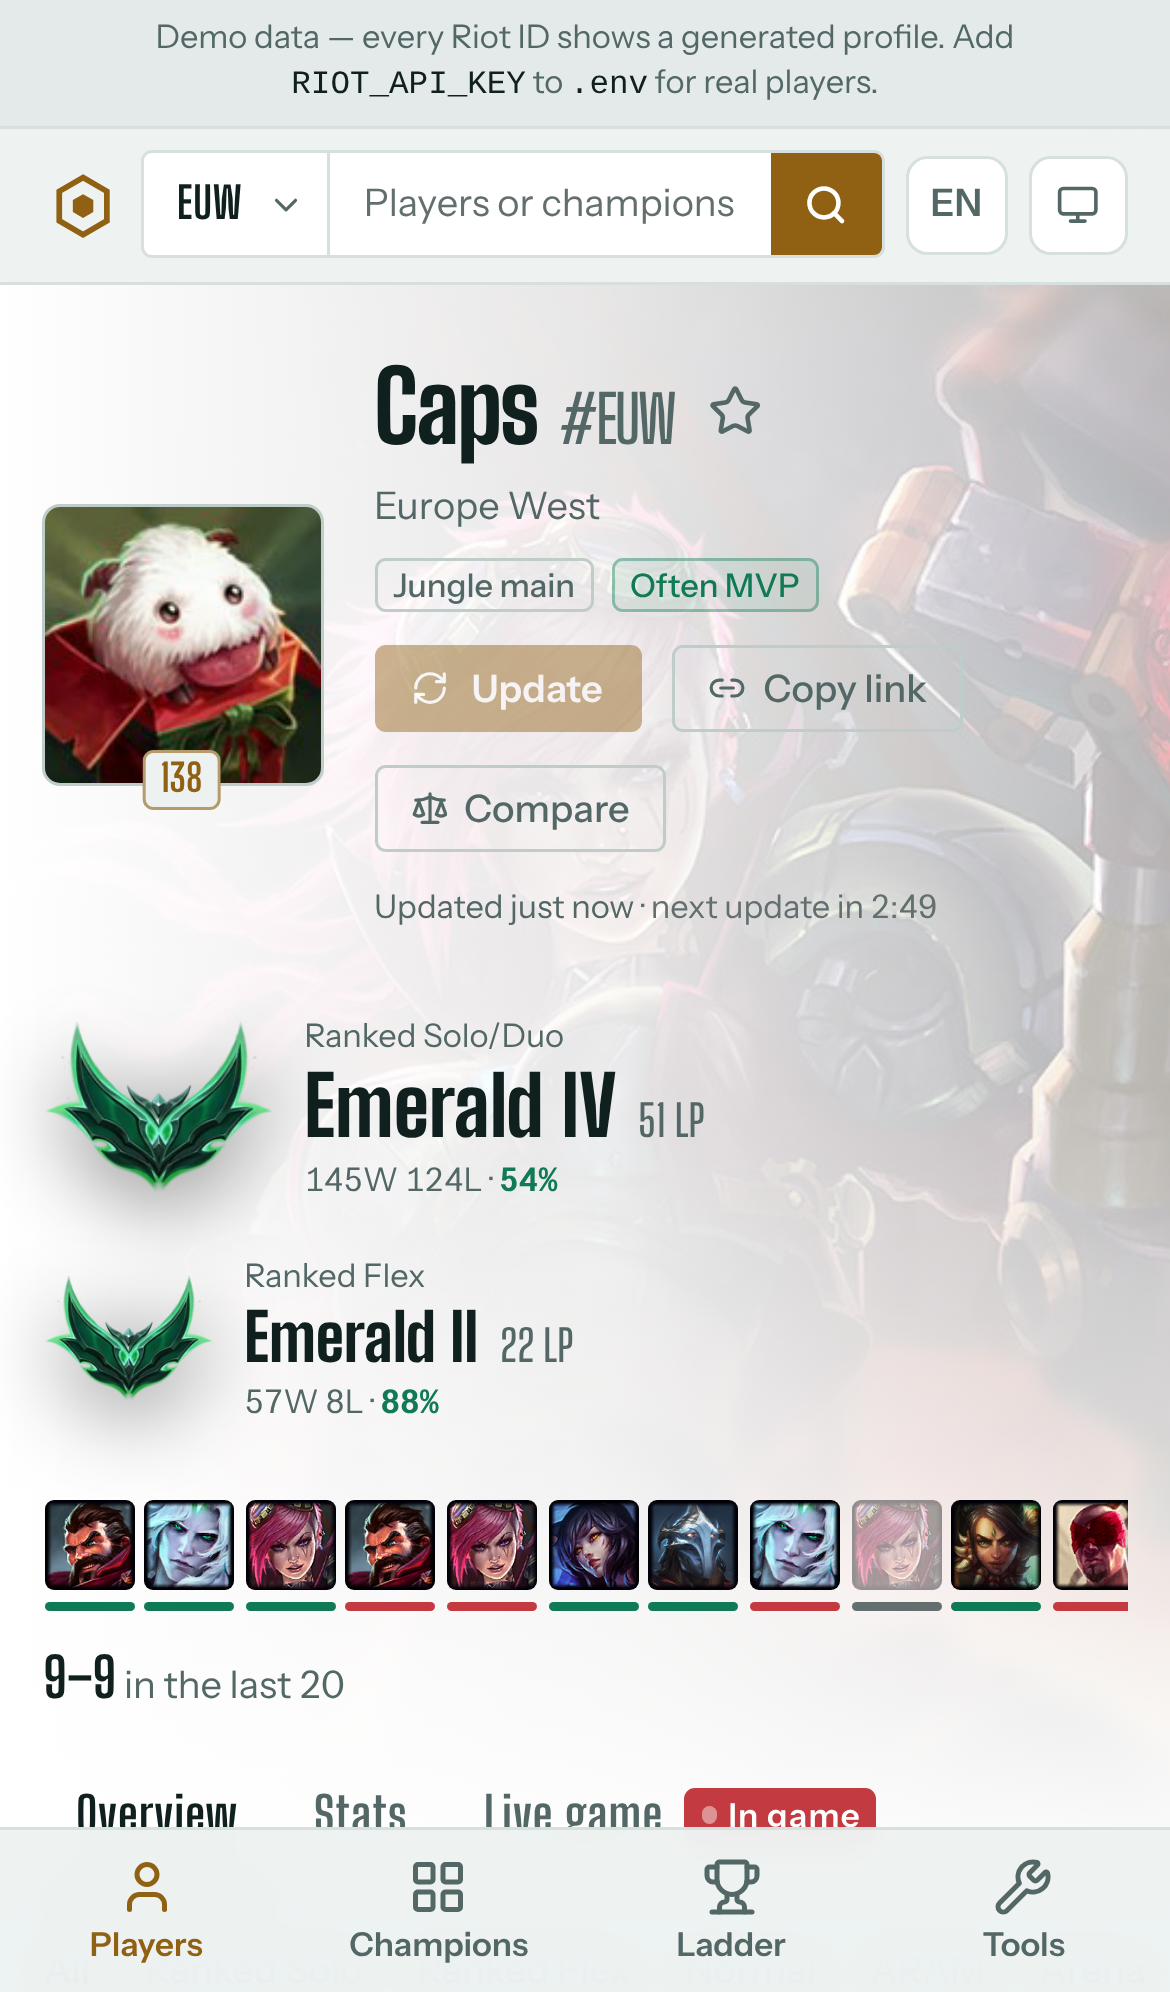 Demo data — every Riot ID shows a generated profile. Add
RIOT_API_KEY to .env for real players.
EUW
Players or champions
EN
Caps #EUW
Europe West
Jungle main
Often MVP
Update
Copy link
138
Compare
Updated just now · next update in 2:49
Ranked Solo/Duo
Emerald IV 51 LP
145W 124L · 54%
Ranked Flex
Emerald II 22 LP
57W 8L · 88%
9–9 in the last 20
Overview
Stats
Live game
In game
Players
Champions
Ladder
Tools